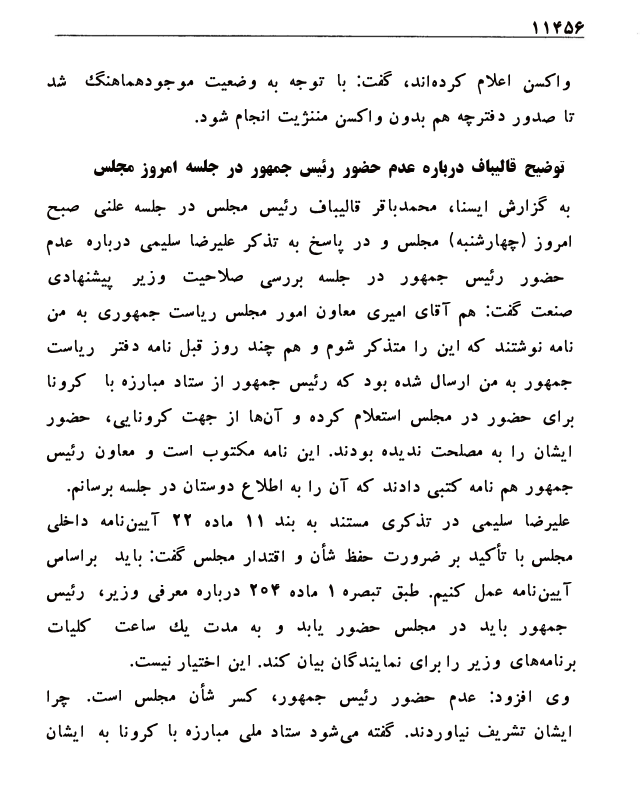 ۱۱۴۵۶
واکسن اعلام کرده‌اند، گفت: با توجه به وضعیت موجودهماهنگ شد
تا صدور دفترچه هم بدون واکسن مننژیت انجام شود.
توضیح قالیباف درباره عدم حضور رئیس جمهور در جلسه امروز مجلس
به گزارش ایسنا، محمدباقر قالیباف رئیس مجلس در جلسه علنی صبح
امروز (چهارشنبه) مجلس و در پاسخ به تذکر علیرضا سلیمی درباره عدم
حضور رئیس جمهور در جلسه بررسی صلاحیت وزیر پیشنهادی
صنعت گفت: هم آقای امیری معاون امور مجلس ریاست جمهوری به من
نامه نوشتند که این را متذکر شوم و هم چند روز قبل نامه دفتر ریاست
جمهور به من ارسال شده بود که رئیس جمهور از ستاد مبارزه با کرونا
برای حضور در مجلس استعلام کرده و آن‌ها از جهت کرونایی، حضور
ایشان را به مصلحت ندیده بودند. این نامه مکتوب است و معاون رئیس
جمهور هم نامه کتبی دادند که آن را به اطلاع دوستان در جلسه برسانم.
علیرضا سلیمی در تذکری مستند به بند ۱۱ ماده ۲۲ آیین‌نامه داخلی
مجلس با تأکید بر ضرورت حفظ شأن و اقتدار مجلس گفت: باید براساس
آیین‌نامه عمل کنیم. طبق تبصره ۱ ماده ۲۰۴ درباره معرفی وزیر، رئیس
جمهور باید در مجلس حضور یابد و به مدت یك ساعت کلیات
برنامه‌های وزیر را برای نمایندگان بیان کند. این اختیار نیست.
وی افزود: عدم حضور رئیس جمهور، کسر شأن مجلس است. چرا
ایشان تشریف نیاوردند. گفته می‌شود ستاد ملی مبارزه با کرونا به ایشان